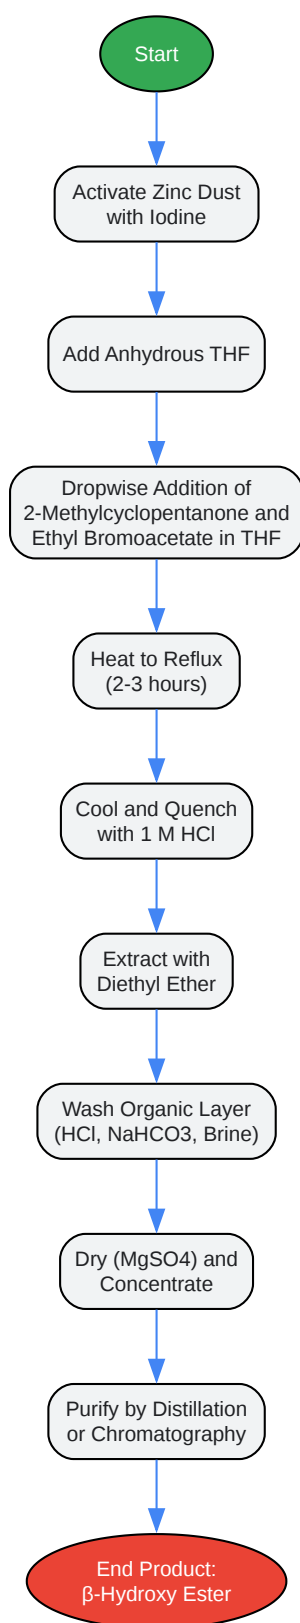 Start
Activate Zinc Dust
with Iodine
Add Anhydrous THF
Dropwise Addition of
2-Methylcyclopentanone and
Ethyl Bromoacetate in THF
Heat to Reflux
(2-3 hours)
Cool and Quench
with 1 M HCl
Extract with
Diethyl Ether
Wash Organic Layer
(HCl, NaHCO3, Brine)
Dry (MgSO4) and
Concentrate
Purify by Distillation
or Chromatography
End Product:
β-Hydroxy Ester